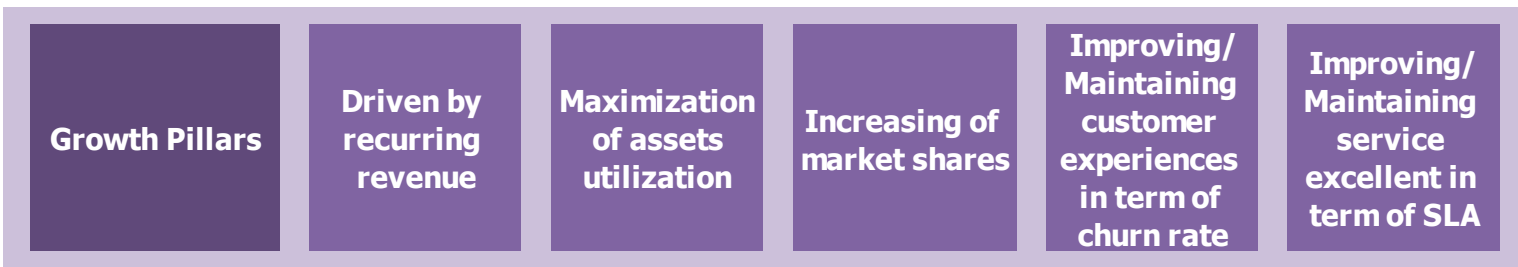 Growth Pillars
Driven by
recurring
revenue
Maximization
of assets
utilization
Increasing of
market shares
Improving/
Maintaining
customer
experiences
in term of
churn rate
Improving/
Maintaining
service
excellent in
term of SLA